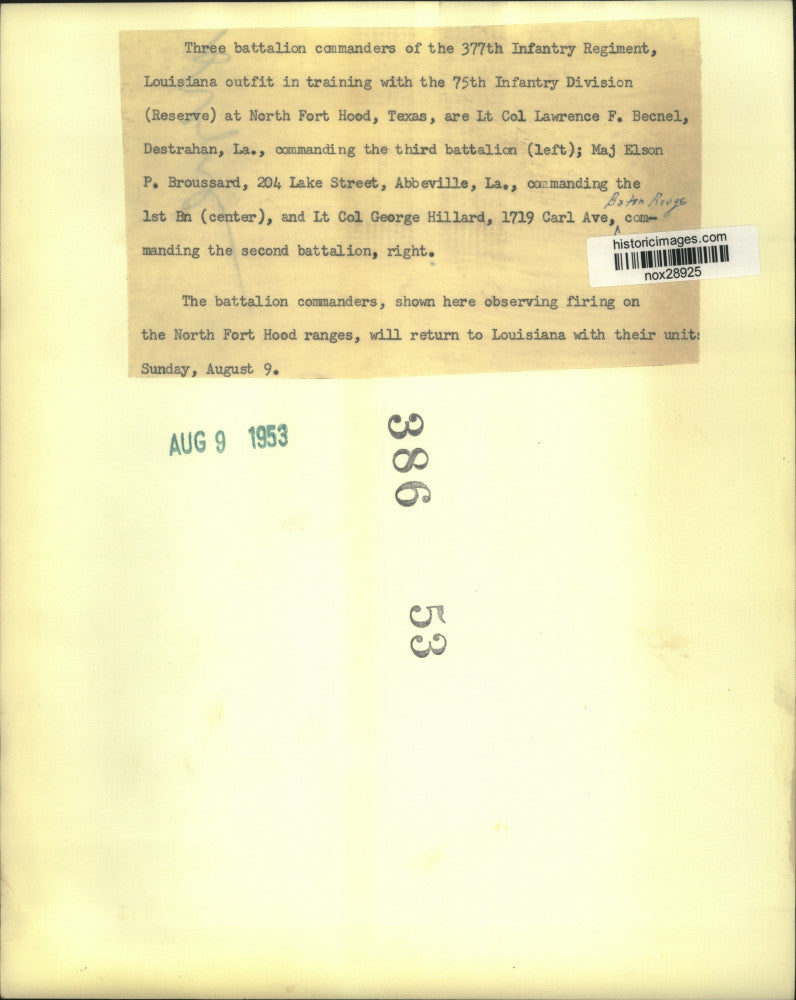 Three battalion commanders of the 377th Infantry Regiment,
Louisiana outfit in training with the 75th Infantry Division
(Reserve) at North Fort Hood, Texas, are Lt Col Lawrence F. Becnel,
Destrahan, La., commanding the third battalion (left); Maj Elson
P. Broussard, 204 Lake Street, Abbeville, La., commanding the
Baton Rouge
1st Bn (center), and Lt Col George Hillard, 1719 Carl Ave, com-
manding the second battalion, right.
historicimages.com
nox28925
The battalion commanders, shown here observing firing on
the North Fort Hood ranges, will return to Louisiana with their units
Sunday, August 9.
AUG 9 1953
386
53